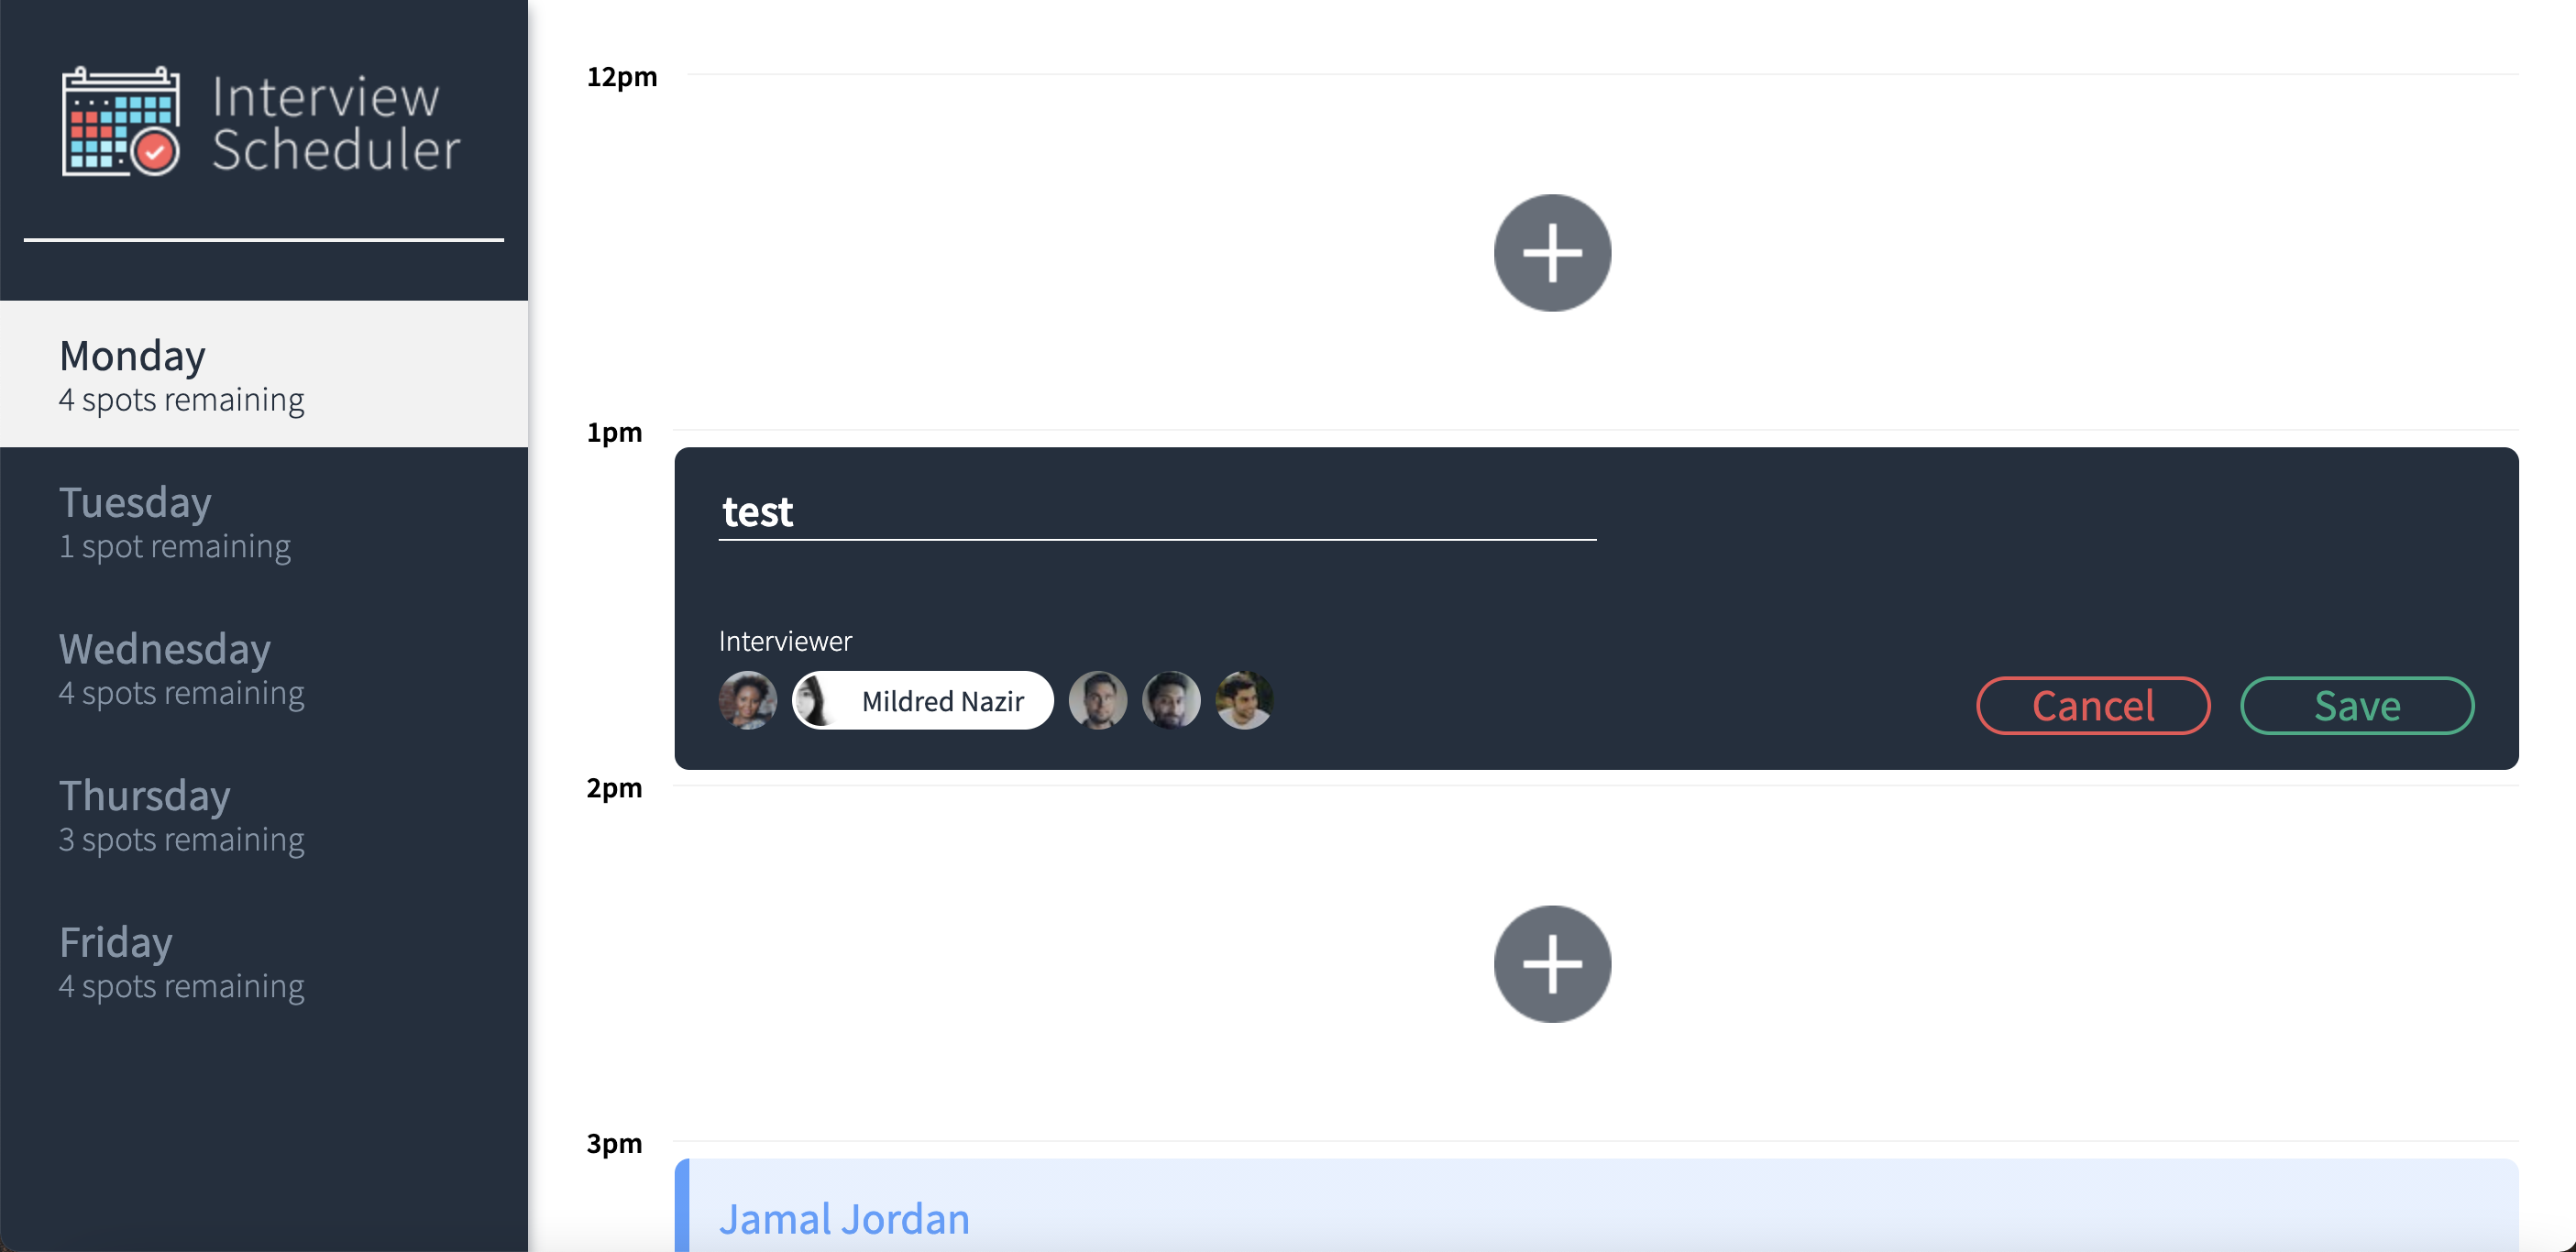 Interview
Scheduler
Monday
4 spots remaining
Tuesday
1 spot remaining
Wednesday
4 spots remaining
Thursday
3 spots remaining
Friday
4 spots remaining
12pm
1pm
test
Interviewer
Mildred Nazir
Cancel
Save
2pm
3pm
Jamal Jordan